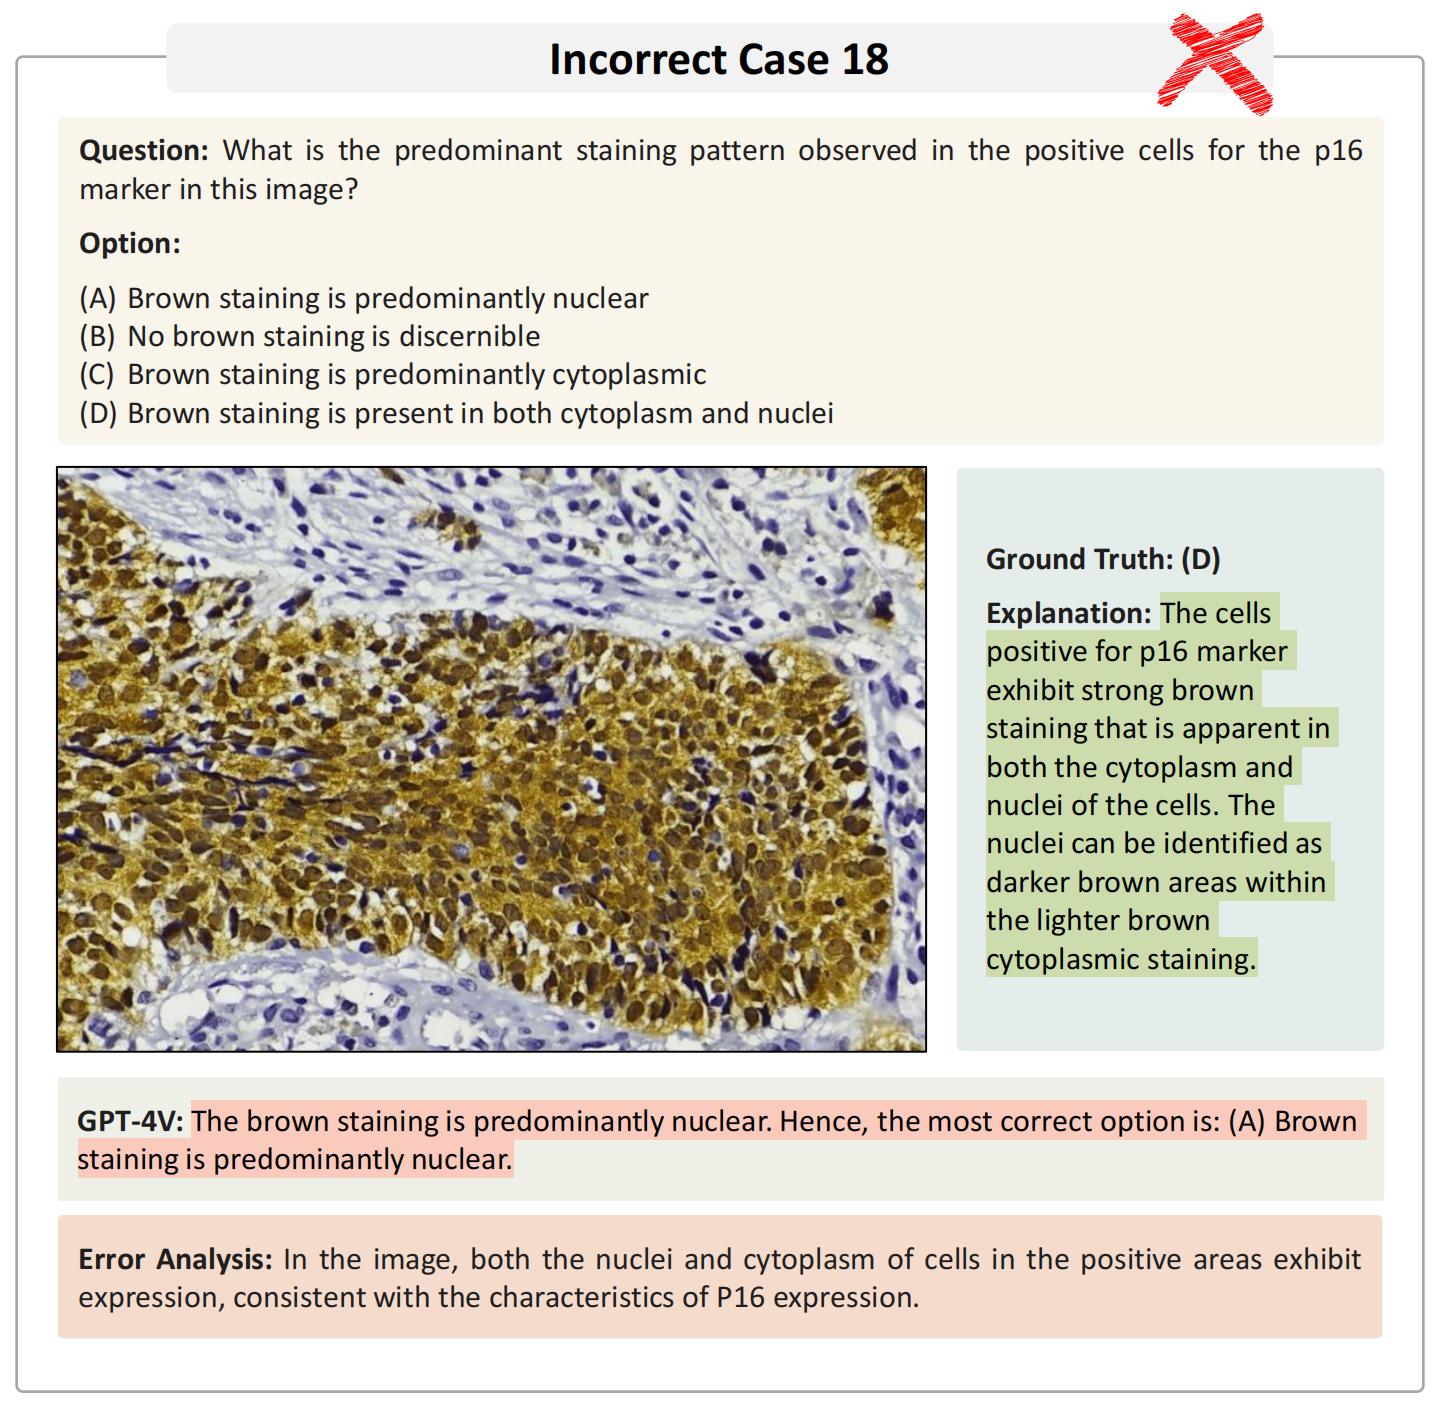 Incorrect Case 18
Question: What is the predominant staining pattern observed in the positive cells for the p16
marker in this image?
Option:
(A) Brown staining is predominantly nuclear
(B) No brown staining is discernible
(C) Brown staining is predominantly cytoplasmic
(D) Brown staining is present in both cytoplasm and nuclei
Ground Truth: (D)
Explanation: The cells
positive for p16 marker
exhibit strong brown
staining that is apparent in
both the cytoplasm and
nuclei of the cells. The
nuclei can be identified as
darker brown areas within
the lighter brown
cytoplasmic staining.
GPT-4V: The brown staining is predominantly nuclear. Hence, the most correct option is: (A) Brown
staining is predominantly nuclear.
Error Analysis: In the image, both the nuclei and cytoplasm of cells in the positive areas exhibit
expression, consistent with the characteristics of P16 expression.